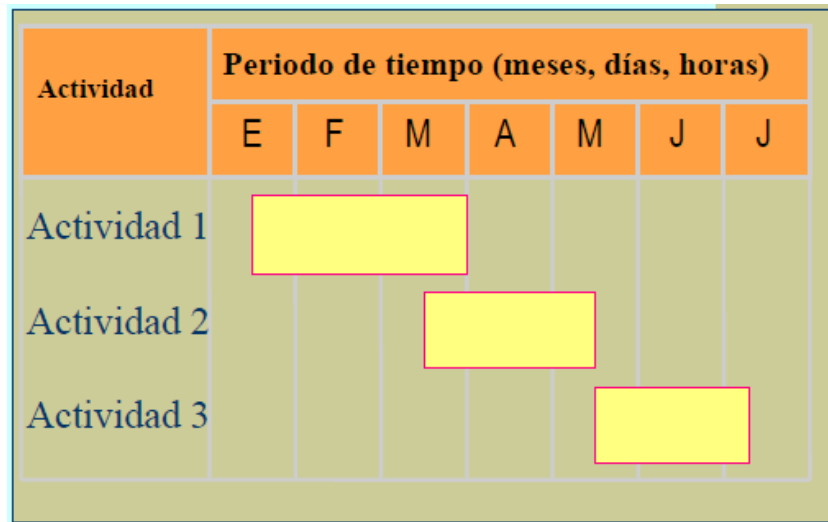 Actividad
Periodo de tiempo (meses, días, horas)
E F M A M J J
Actividad 1
Actividad 2
Actividad 3